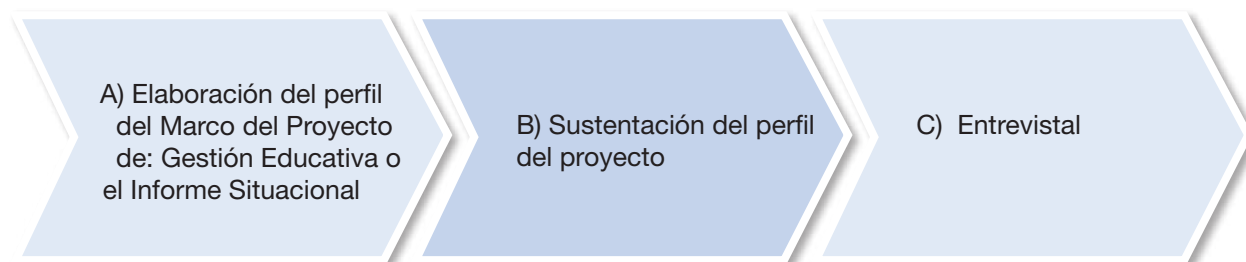 A) Elaboración del perfil
del Marco del Proyecto
de: Gestión Educativa o
el Informe Situacional
B) Sustentación del perfil
del proyecto
C) Entrevistal